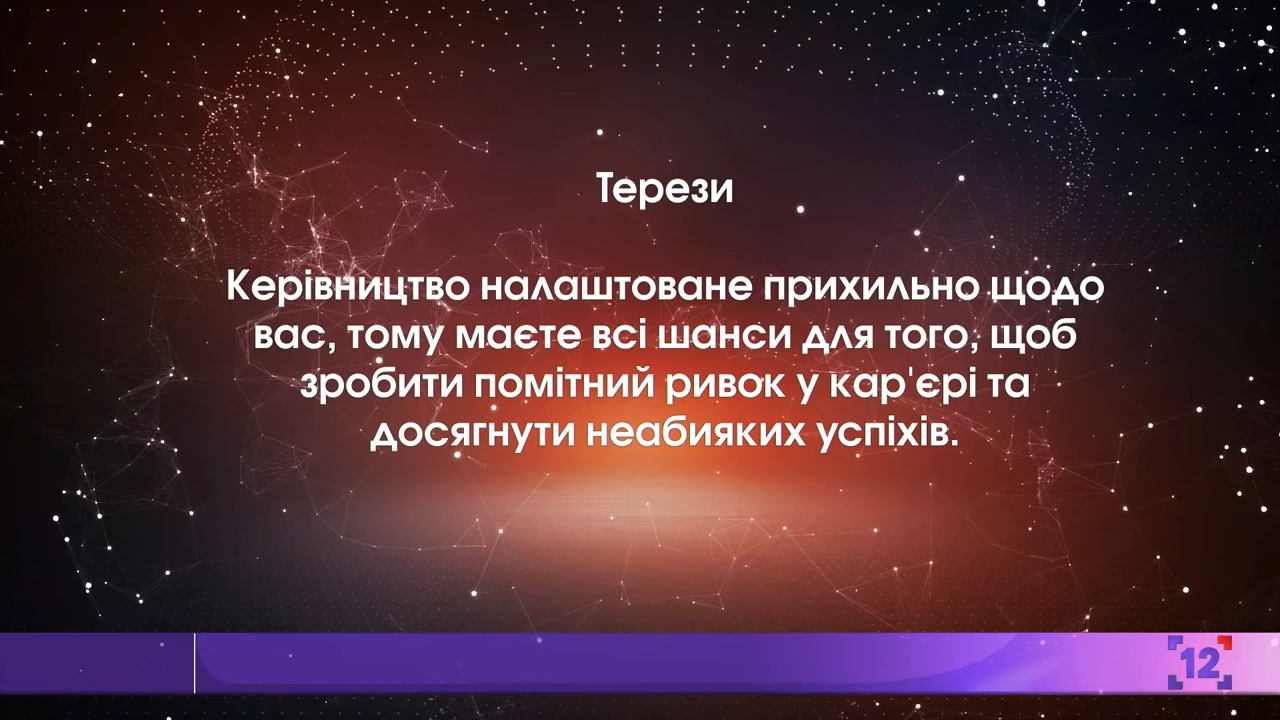 Терези
Керівництво налаштоване прихильно щодо
вас, тому маєте всі шанси для того, щоб
зробити помітний ривок у кар'єрі та
досягнути неабияких успіхів.
12